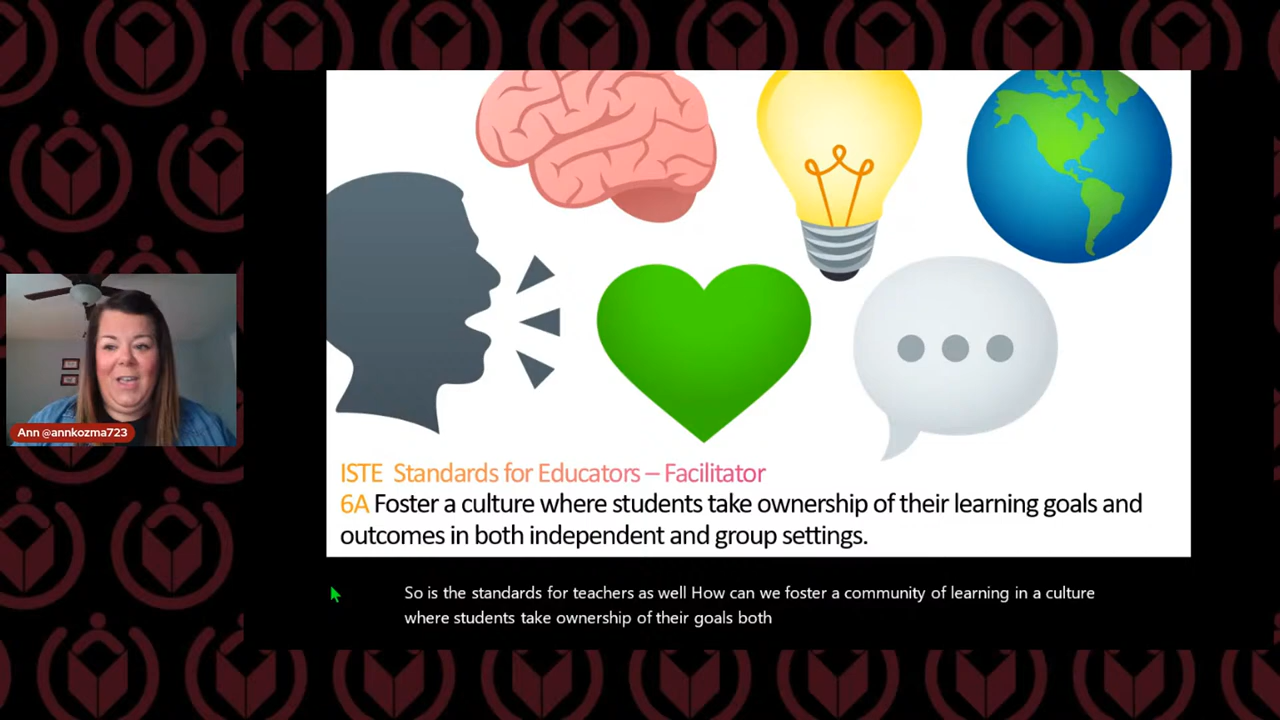 Ann @annkozma723
ISTE  Standards for Educators – Facilitator
6A Foster a culture where students take ownership of their learning goals and
outcomes in both independent and group settings.
So is the standards for teachers as well How can we foster a community of learning in a culture
where students take ownership of their goals both